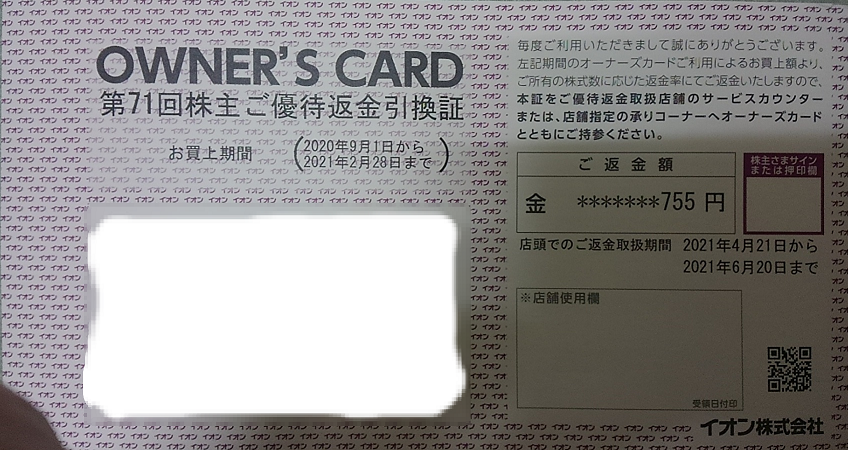 OWNER'S CARD
第71回株主ご優待返金引換証
お買上期間 (2020年9月1日から
2021年2月28日まで)
毎度ご利用いただきまして誠にありがとうございます。
左記期間のオーナーズカードご利用によるお買上額より、
ご所有の株式数に応じた返金率にてご返金いたしますので、
本証をご優待返金取扱店舗のサービスカウンター
または、店舗指定の承りコーナーへオーナーズカード
とともにご持参ください。
ご返金額
金 *******755 円
株主さまサイン
または押印欄
店頭でのご返金取扱期間 2021年4月21日から
2021年6月20日まで
※店舗使用欄
受領日付印
イオン株式会社